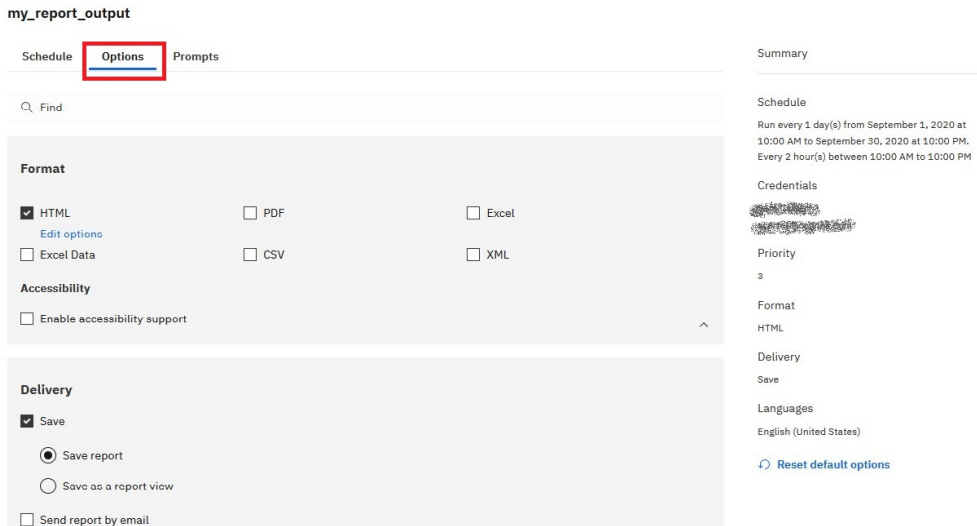 my_report_output
Schedule Options Prompts
Find
Format
HTML PDF Excel
Edit options
Excel Data CSV XML
Accessibility
Enable accessibility support
Delivery
Save
Save report
Save as a report view
Send report by email
Summary
Schedule
Run every 1 day(s) from September 1, 2020 at
10:00 AM to September 30, 2020 at 10:00 PM.
Every 2 hour(s) between 10:00 AM to 10:00 PM
Credentials
Priority
3
Format
HTML
Delivery
Save
Languages
English (United States)
Reset default options